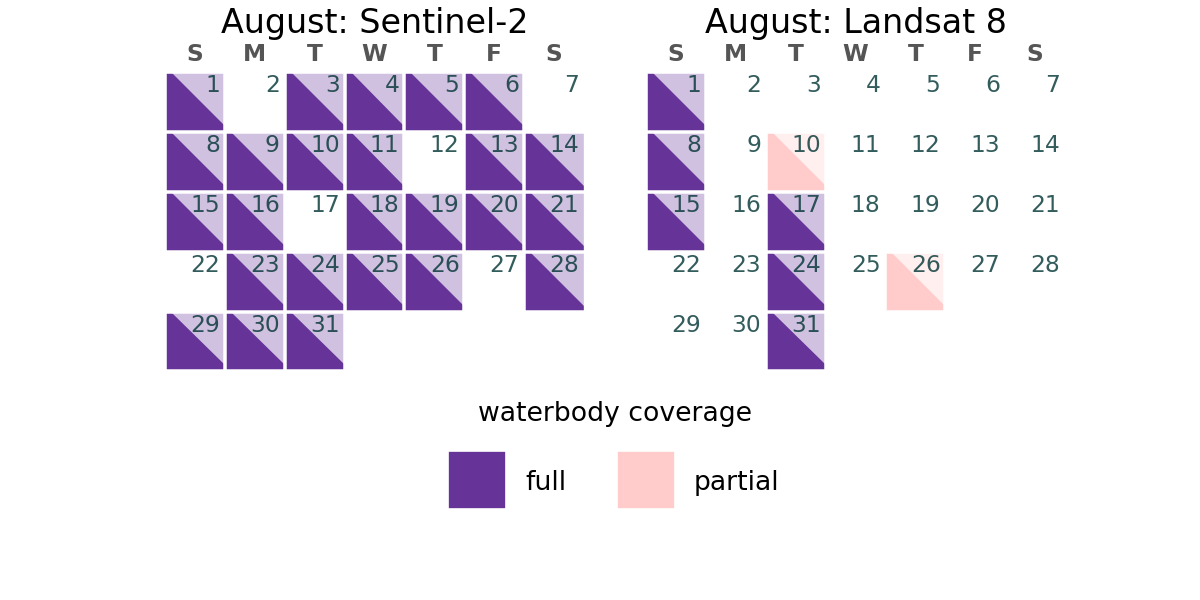 August: Sentinel-2
S M T W T F S
1 2 3 4 5 6 7
8 9 10 11 12 13 14
15 16 17 18 19 20 21
22 23 24 25 26 27 28
29 30 31
August: Landsat 8
S M T W T F S
1 2 3 4 5 6 7
8 9 10 11 12 13 14
15 16 17 18 19 20 21
22 23 24 25 26 27 28
29 30 31
waterbody coverage
full partial